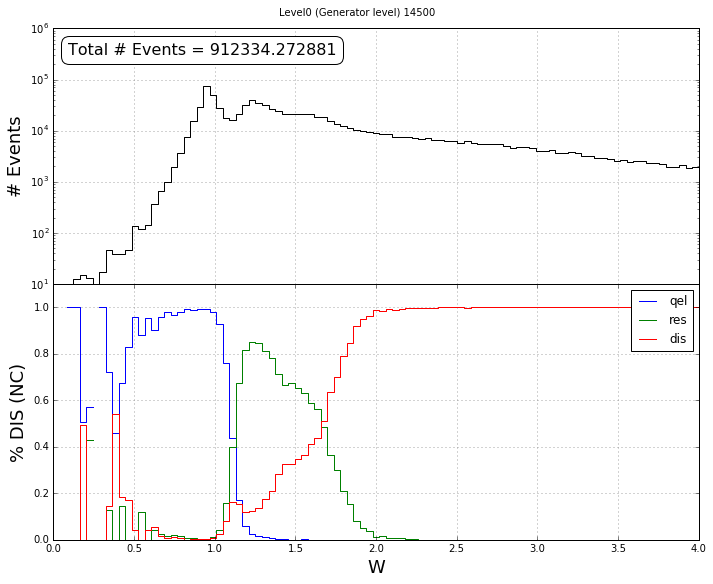 Level0 (Generator level) 14500
10^6
Total # Events = 912334.272881
10^5
10^4
10^3
10^2
10^1
# Events
1.0
0.8
0.6
0.4
0.2
0.0
% DIS (NC)
qel
res
dis
0.0 0.5 1.0 1.5 2.0 2.5 3.0 3.5 4.0
W